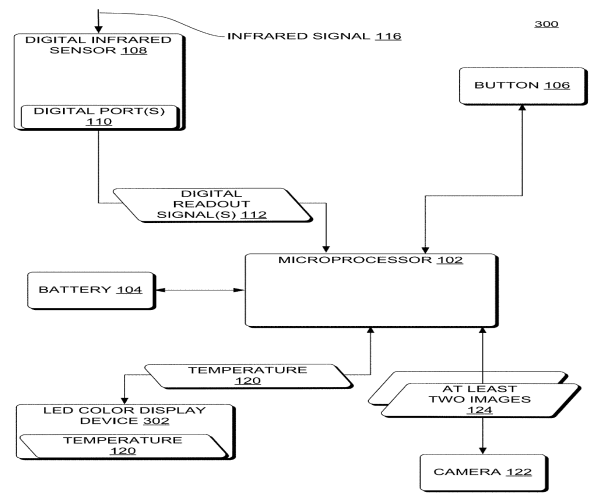 INFRARED SIGNAL 116
300
DIGITAL INFRARED
SENSOR 108
DIGITAL PORT(S)
110
BUTTON 106
DIGITAL
READOUT
SIGNAL(S) 112
MICROPROCESSOR 102
BATTERY 104
TEMPERATURE
120
AT LEAST
TWO IMAGES
124
LED COLOR DISPLAY
DEVICE 302
TEMPERATURE
120
CAMERA 122